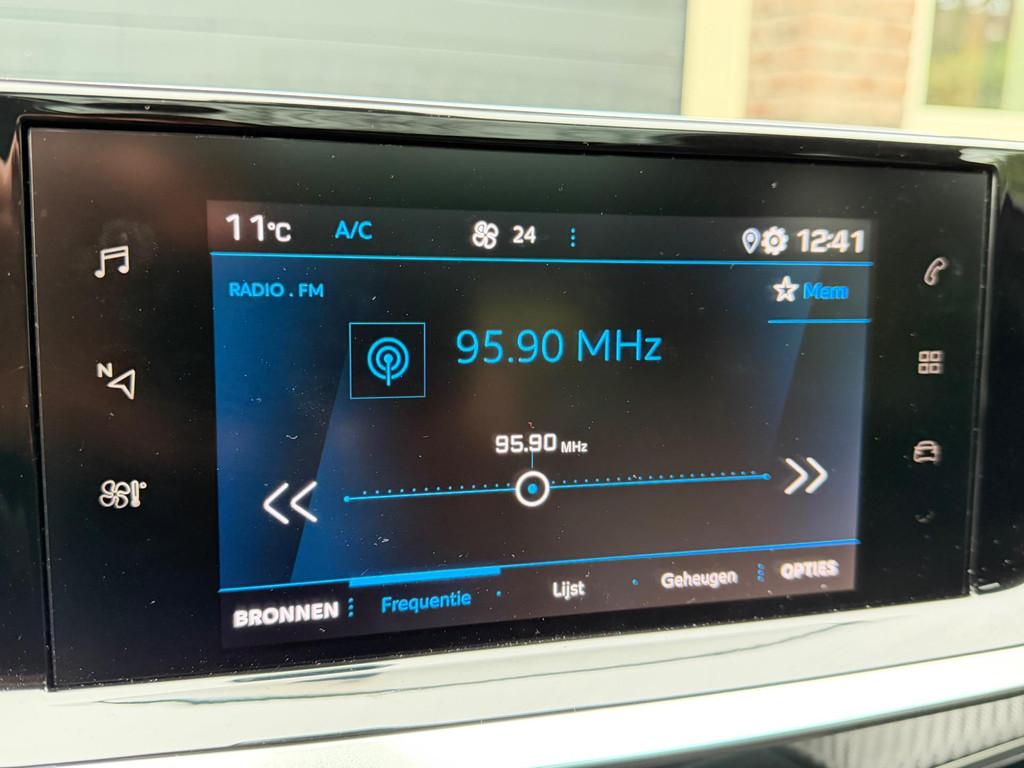 11°C A/C 24 12:41
RADIO . FM
Mem
95.90 MHz
N
95.90 MHz
BRONNEN Frequentie Lijst Geheugen OPTIES